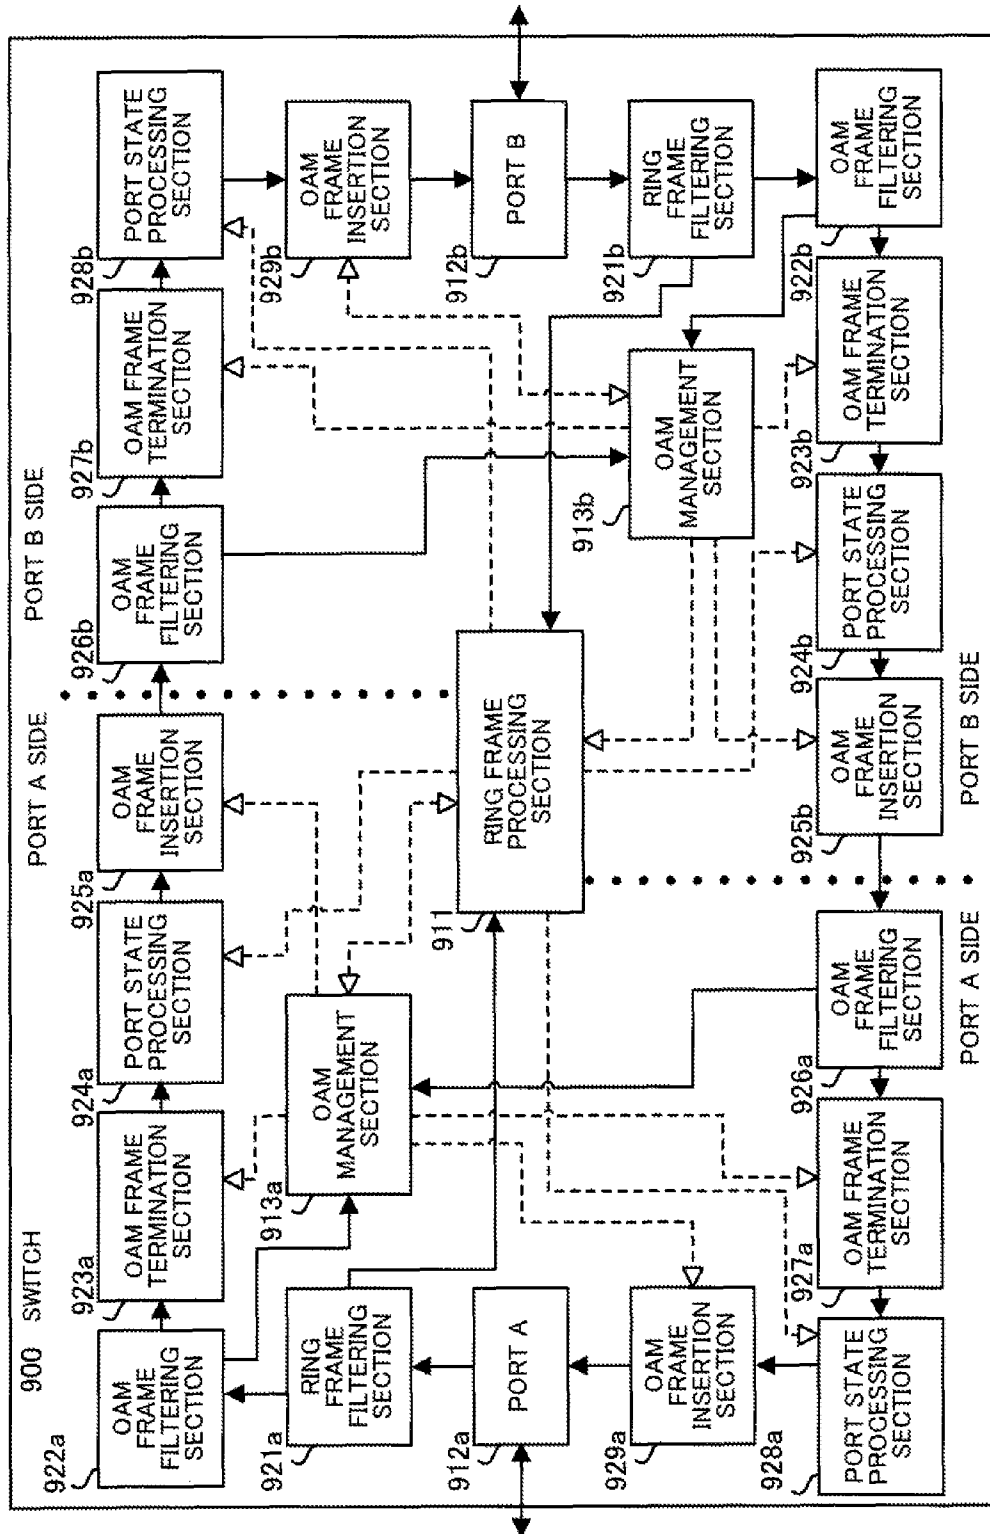 900 SWITCH
PORT A SIDE
PORT B SIDE
922a
OAM
FRAME
FILTERING
SECTION
923a
OAM FRAME
TERMINATION
SECTION
924a
PORT STATE
PROCESSING
SECTION
925a
OAM
FRAME
INSERTION
SECTION
926b
OAM
FRAME
FILTERING
SECTION
927b
OAM FRAME
TERMINATION
SECTION
928b
PORT STATE
PROCESSING
SECTION
921a
RING
FRAME
FILTERING
SECTION
913a
OAM
MANAGEMENT
SECTION
929b
OAM
FRAME
INSERTION
SECTION
912a
PORT A
911
RING FRAME
PROCESSING
SECTION
912b
PORT B
929a
OAM
FRAME
INSERTION
SECTION
913b
OAM
MANAGEMENT
SECTION
921b
RING
FRAME
FILTERING
SECTION
928a
PORT STATE
PROCESSING
SECTION
927a
OAM FRAME
TERMINATION
SECTION
926a
OAM
FRAME
FILTERING
SECTION
925b
OAM
FRAME
INSERTION
SECTION
924b
PORT STATE
PROCESSING
SECTION
923b
OAM FRAME
TERMINATION
SECTION
922b
OAM
FRAME
FILTERING
SECTION
PORT A SIDE
PORT B SIDE